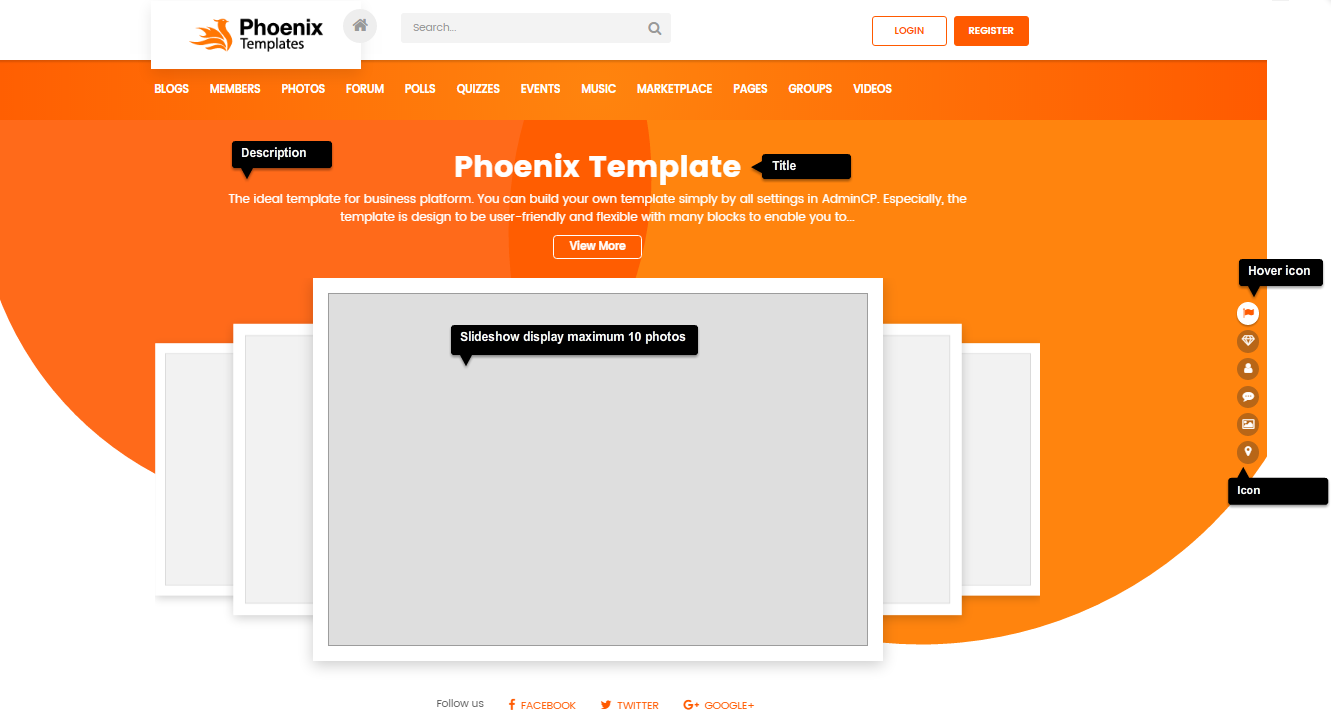 Phoenix
Templates
Search...
LOGIN
REGISTER
BLOGS MEMBERS PHOTOS FORUM POLLS QUIZZES EVENTS MUSIC MARKETPLACE PAGES GROUPS VIDEOS
Description
Phoenix Template
Title
The ideal template for business platform. You can build your own template simply by all settings in AdminCP. Especially, the
template is design to be user-friendly and flexible with many blocks to enable you to...
View More
Hover icon
Slideshow display maximum 10 photos
Icon
Follow us FACEBOOK TWITTER GOOGLE+